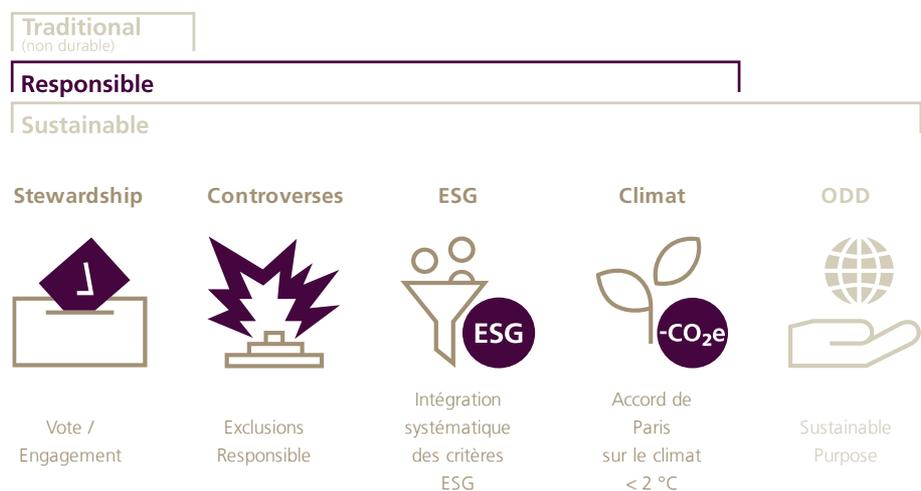 Traditional
(non durable)
Responsible
Sustainable
Stewardship
Controverses
ESG
Climat
ODD
ESG
-CO₂e
Vote /
Engagement
Exclusions
Responsible
Intégration
systématique
des critères
ESG
Accord de
Paris
sur le climat
< 2 °C
Sustainable
Purpose